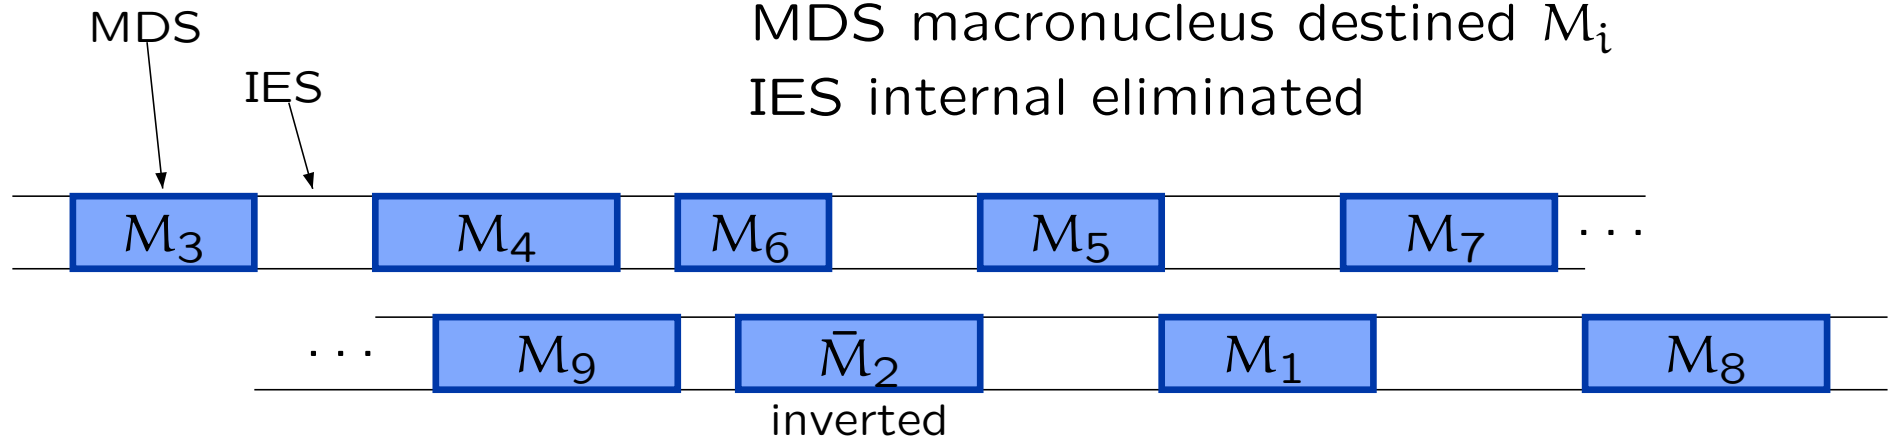 MDS macronucleus destined Mᵢ
MDS
IES
IES internal eliminated
M₃ M₄ M₆ M₅ M₇ ...
... M₉ M̄₂ M₁ M₈
inverted